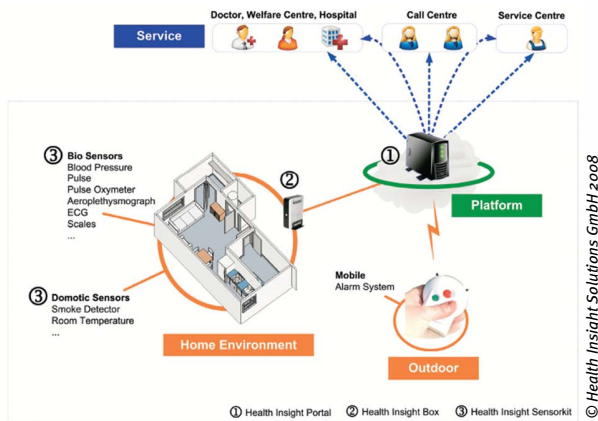 Doctor, Welfare Centre, Hospital
Call Centre
Service Centre
Service
① 
Platform
③ Bio Sensors
Blood Pressure
Pulse
Pulse Oxymeter
Aeroplethysmograph
ECG
Scales
...
②
③ Domotic Sensors
Smoke Detector
Room Temperature
...
Home Environment
Mobile
Alarm System
Outdoor
① Health Insight Portal ② Health Insight Box ③ Health Insight Sensorkit
© Health Insight Solutions GmbH 2008